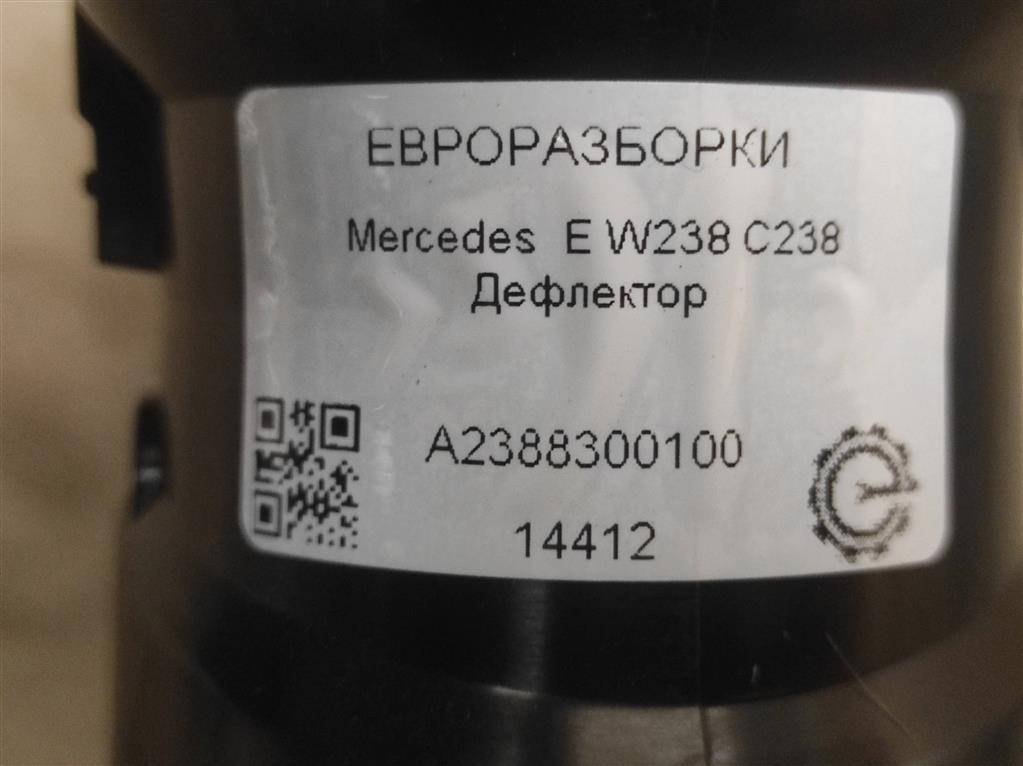 ЕВРОРАЗБОРКИ
Mercedes E W238 C238
Дефлектор
A2388300100
14412